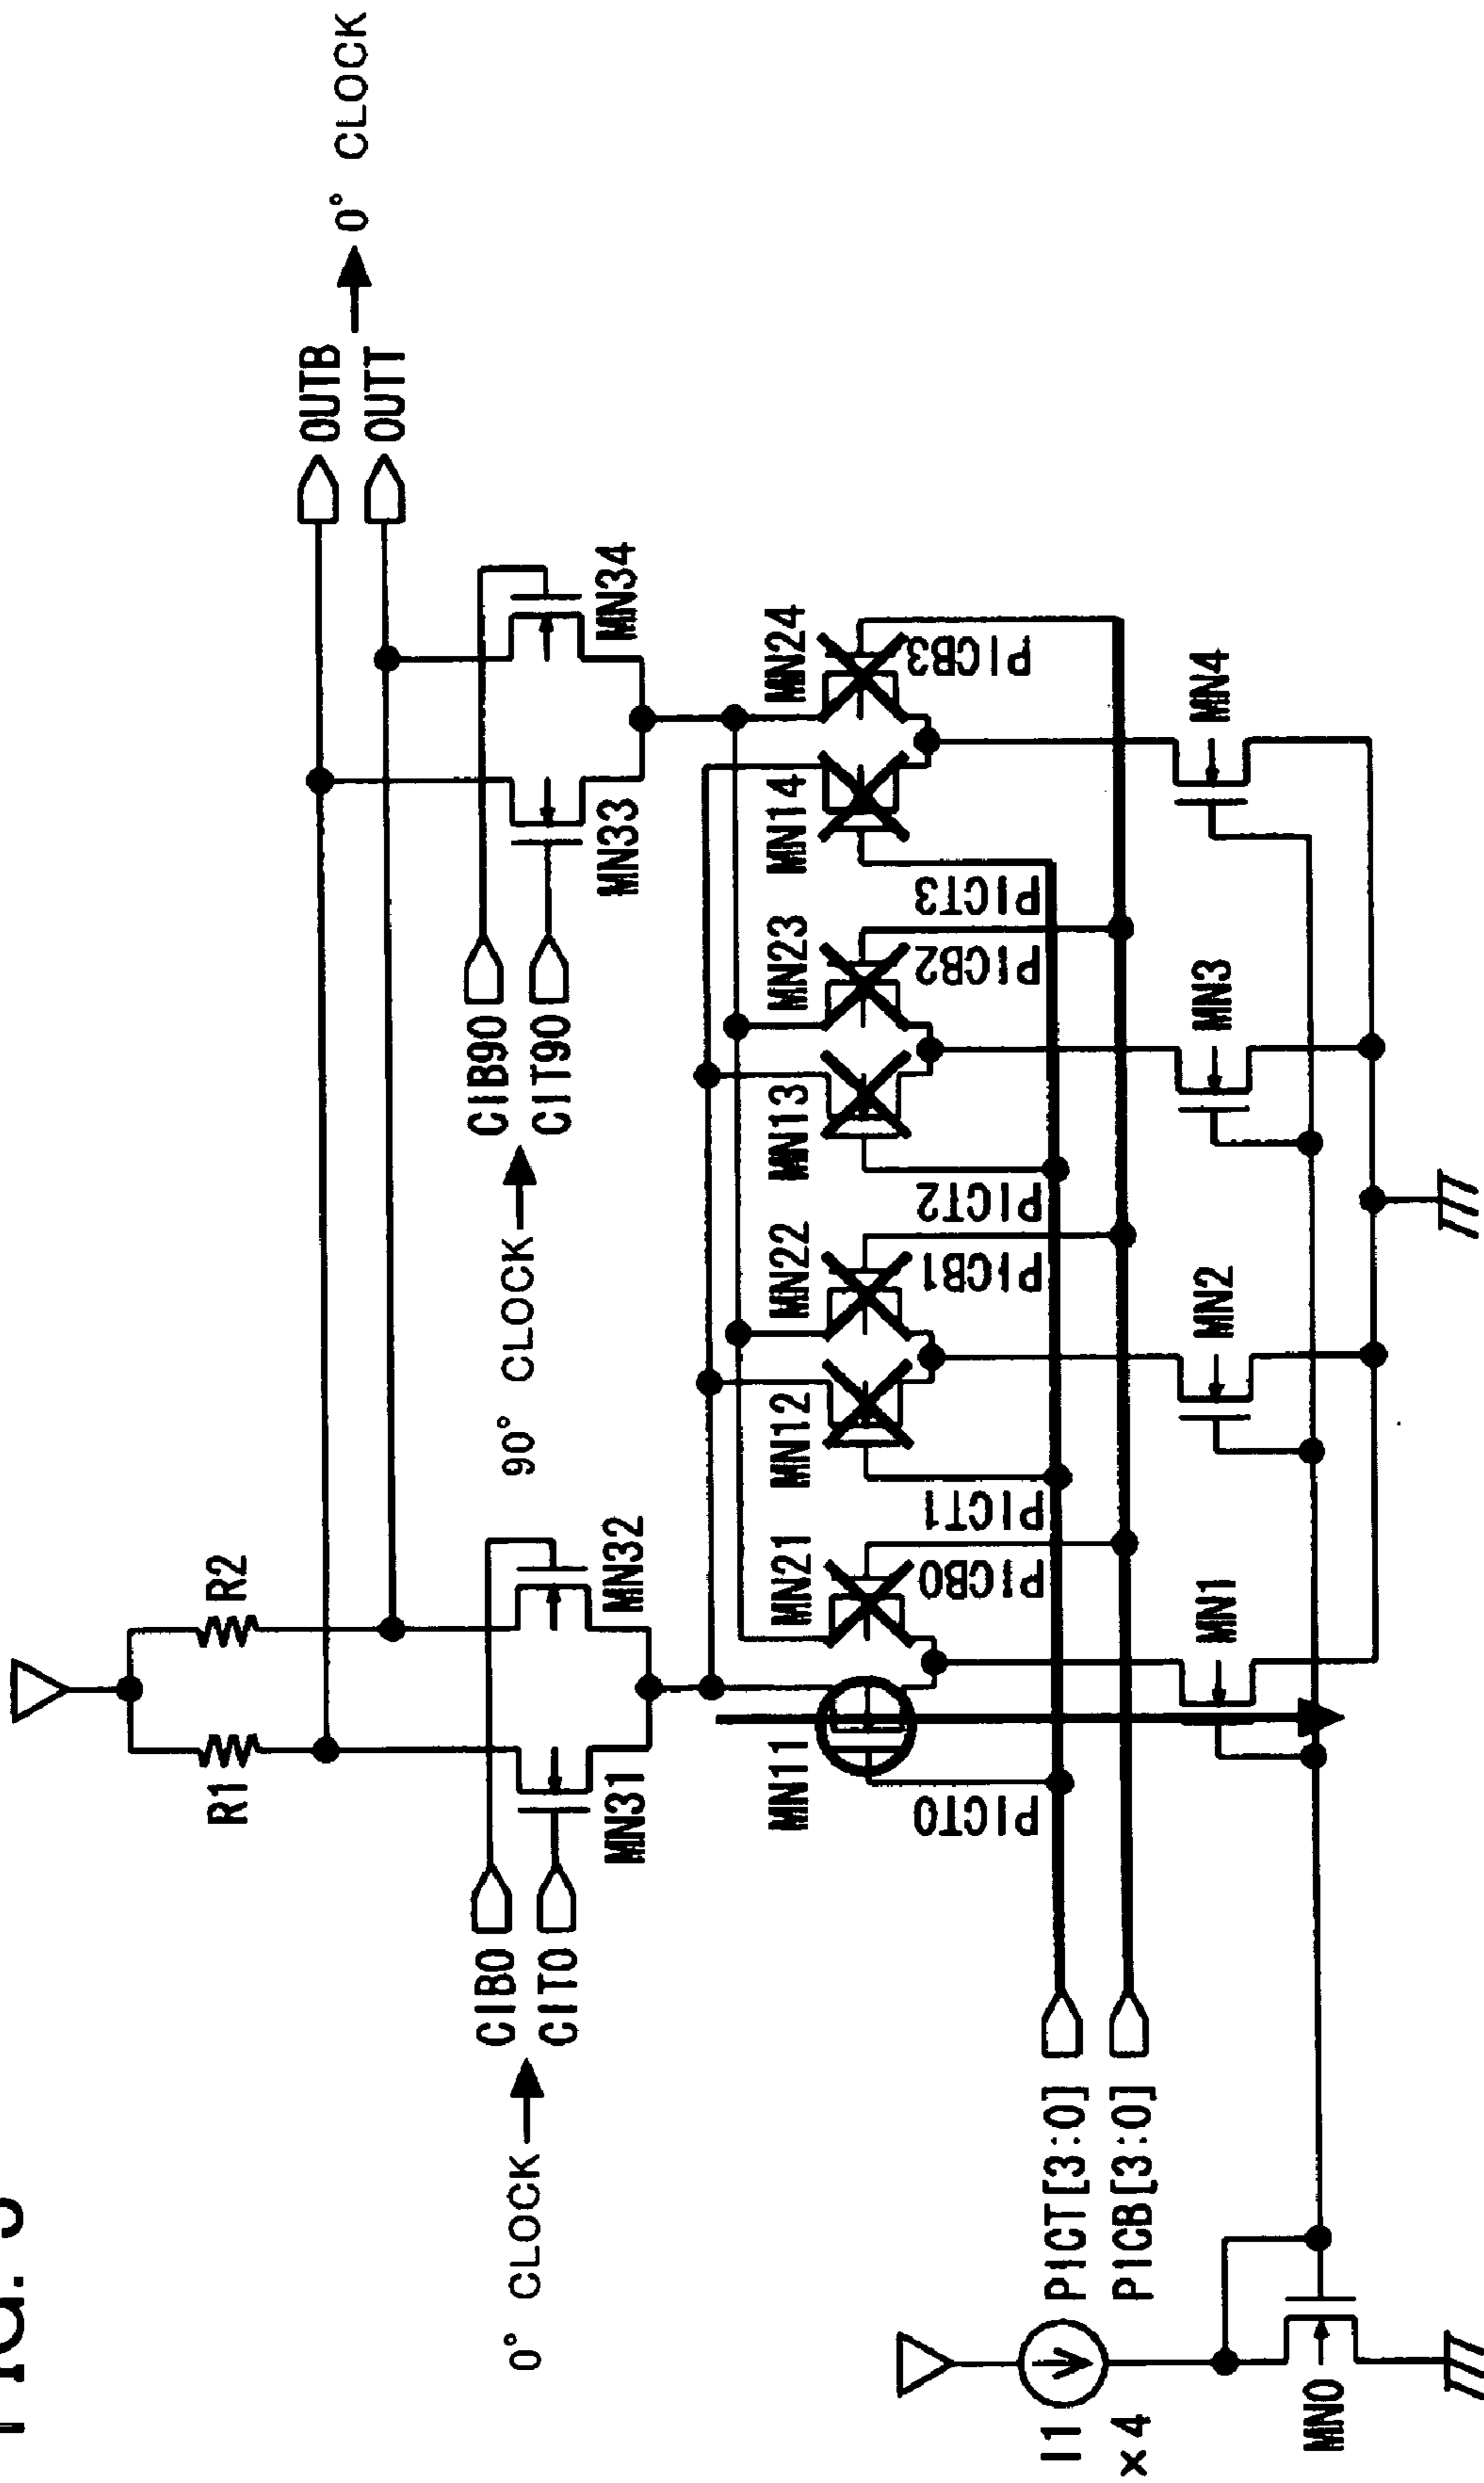 R1
R2
OUTB
OUTT
0° CLOCK
0° CLOCK
CIB0
CIT0
MN31
MN32
90° CLOCK
CIB90
CIT90
MN33
MN34
MN11
MN21
MN12
MN22
MN13
MN23
MN14
MN24
PICT0
PICB0
PICT1
PICB1
PICT2
PICB2
PICT3
PICB3
PICT[3:0]
PICB[3:0]
I1
×4
MN0
MN1
MN2
MN3
MN4